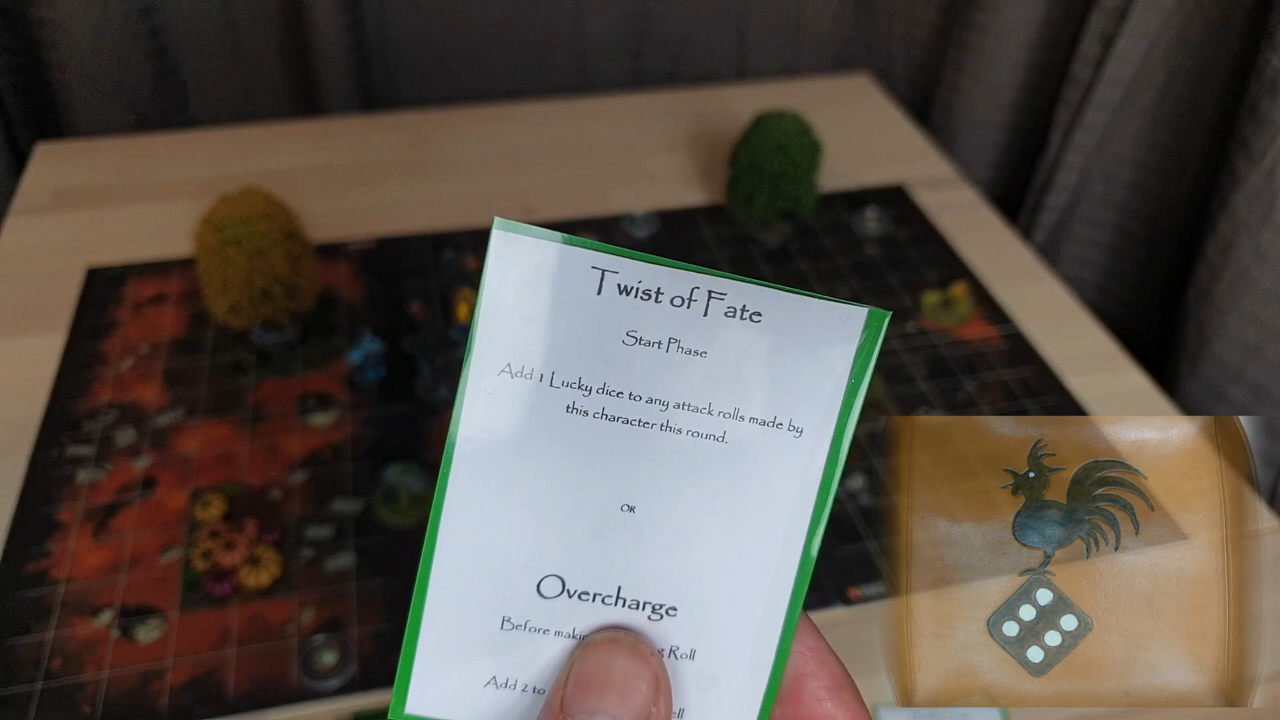 Twist of Fate
Start Phase
Add 1 Lucky dice to any attack rolls made by
this character this round.
OR
Overcharge
Before Roll
Add 2 to